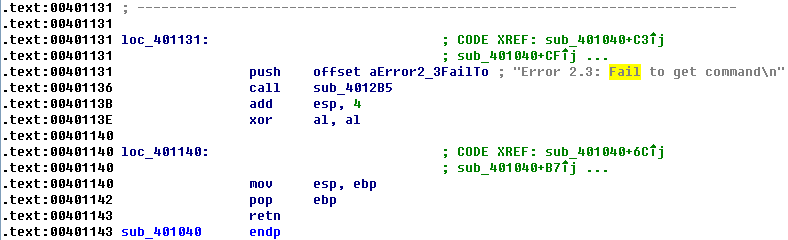 .text:00401131 ; ---------------------------------------------------------------------------
.text:00401131
.text:00401131 loc_401131: ; CODE XREF: sub_401040+C3↑j
.text:00401131 ; sub_401040+CF↑j ...
.text:00401131 push offset aError2_3FailTo ; "Error 2.3: Fail to get command\n"
.text:00401136 call sub_4012B5
.text:0040113B add esp, 4
.text:0040113E xor al, al
.text:00401140
.text:00401140 loc_401140: ; CODE XREF: sub_401040+6C↑j
.text:00401140 ; sub_401040+B7↑j ...
.text:00401140 mov esp, ebp
.text:00401142 pop ebp
.text:00401143 retn
.text:00401143 sub_401040 endp